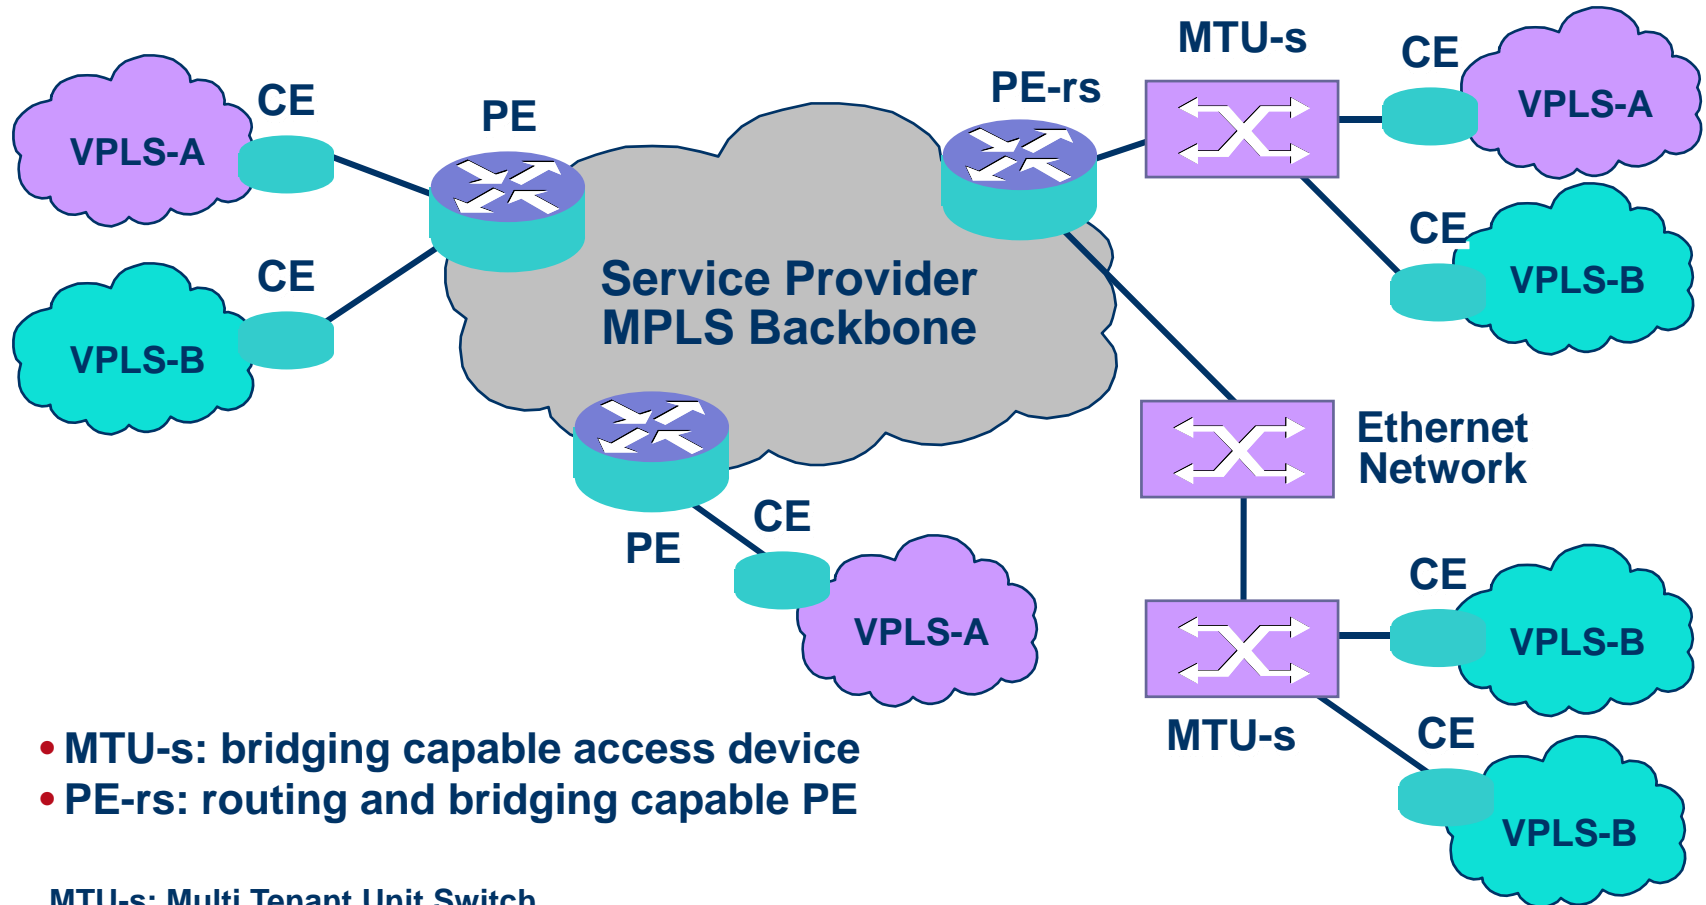 MTU-s
CE
VPLS-A
PE-rs
CE
VPLS-A
PE
CE
VPLS-B
Service Provider
MPLS Backbone
CE
VPLS-B
Ethernet
Network
CE
PE
VPLS-A
CE
VPLS-B
MTU-s
CE
VPLS-B
• MTU-s: bridging capable access device
• PE-rs: routing and bridging capable PE
MTU-s: Multi Tenant Unit Switch